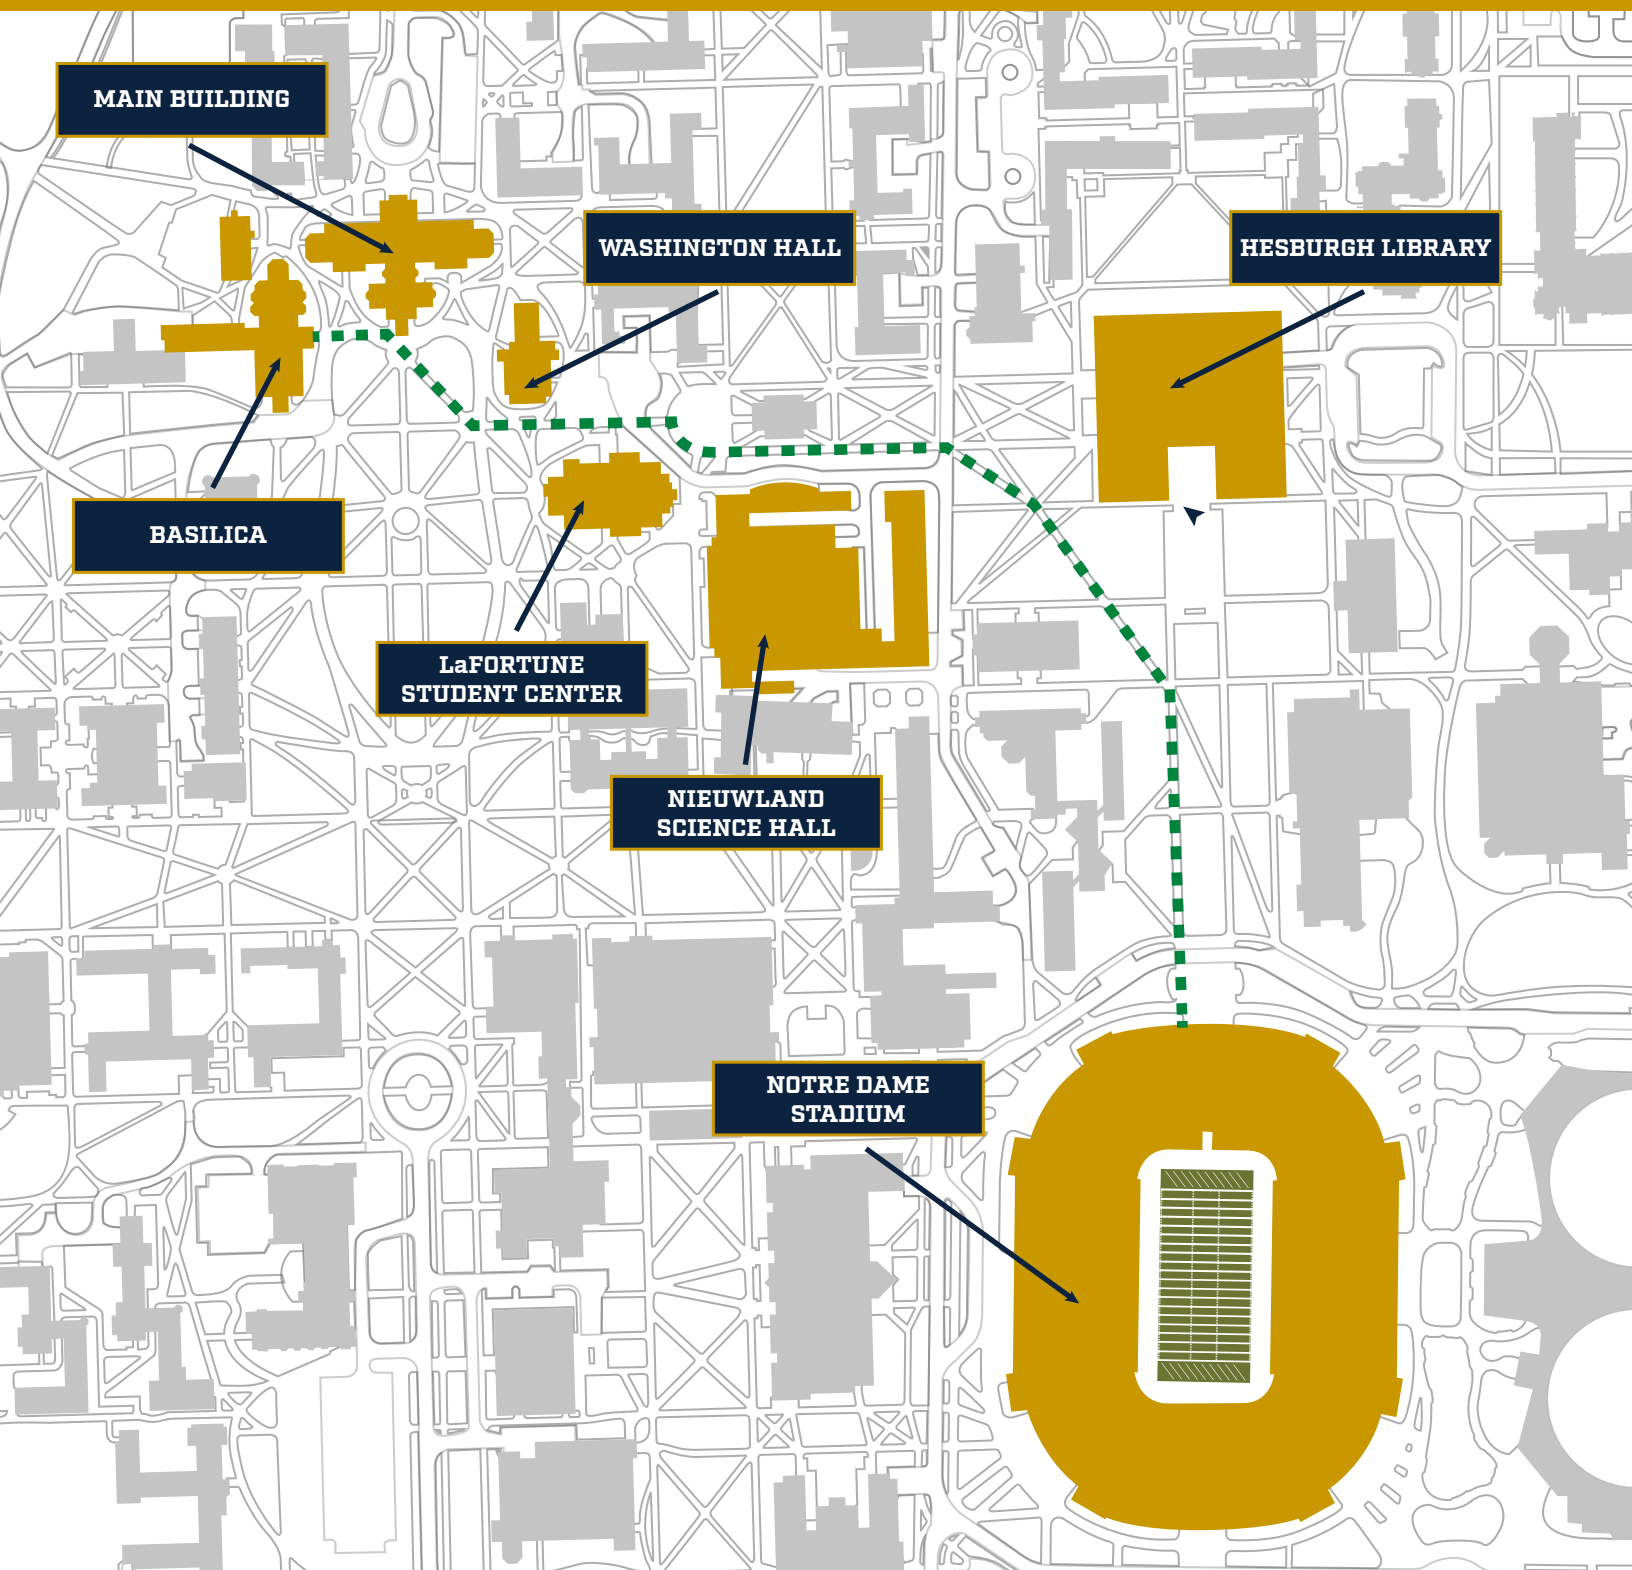 MAIN BUILDING
WASHINGTON HALL
HESBURGH LIBRARY
BASILICA
LaFORTUNE
STUDENT CENTER
NIEUWLAND
SCIENCE HALL
NOTRE DAME
STADIUM